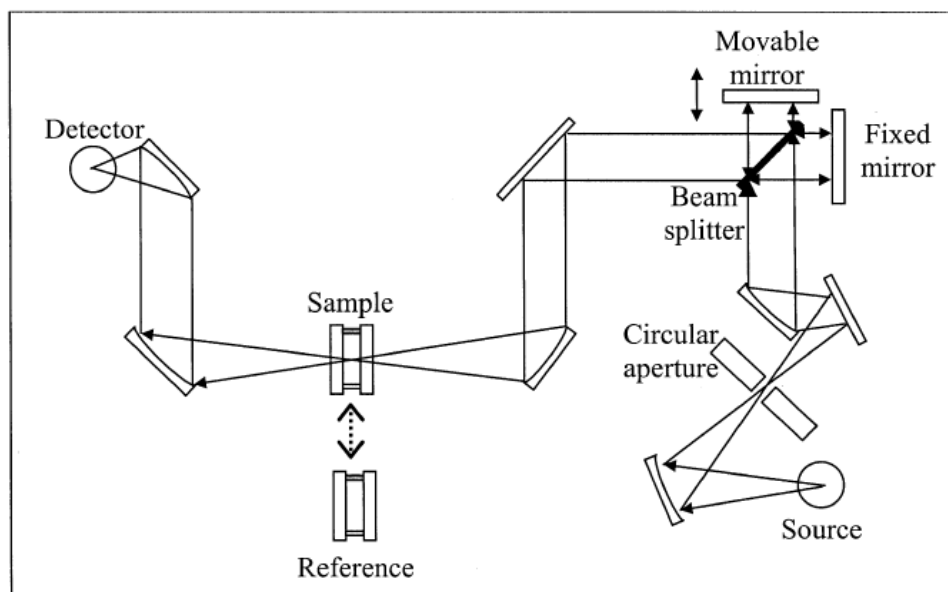 Movable
mirror
Detector
Fixed
mirror
Beam
splitter
Sample
Circular
aperture
Source
Reference